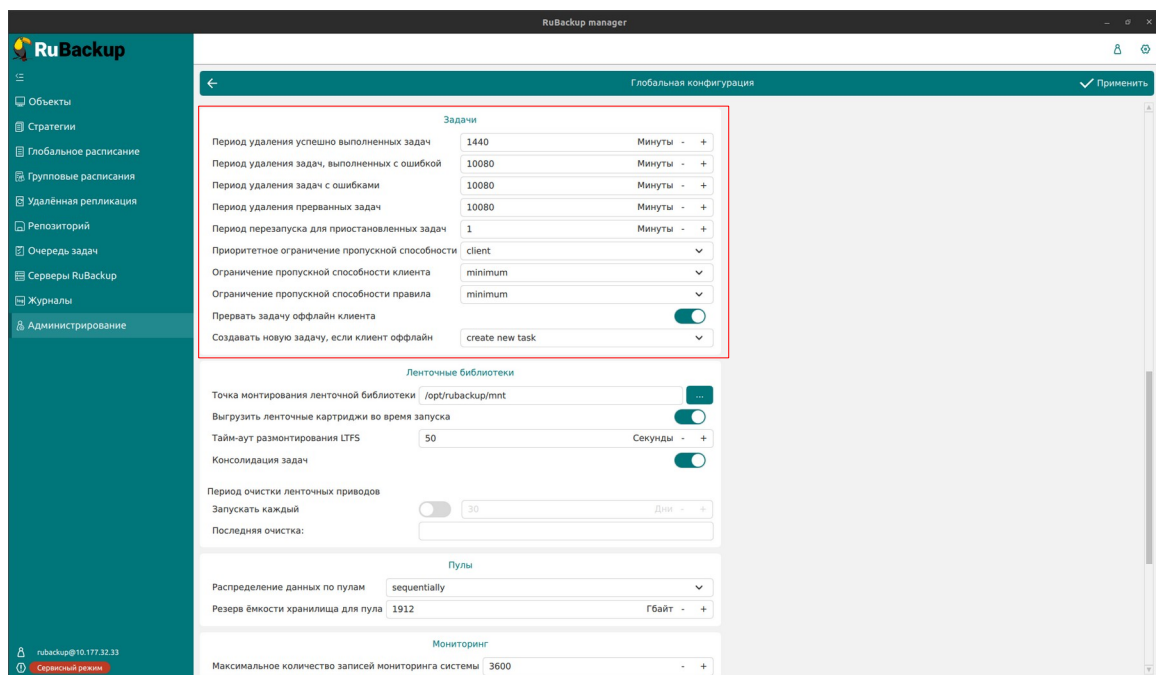 RuBackup manager
RuBackup
Объекты
Стратегии
Глобальное расписание
Групповые расписания
Удалённая репликация
Репозиторий
Очередь задач
Серверы RuBackup
Журналы
Администрирование
rubackup@10.177.32.33
Сервисный режим
Глобальная конфигурация
Применить
Задачи
Период удаления успешно выполненных задач 1440 Минуты - +
Период удаления задач, выполненных с ошибкой 10080 Минуты - +
Период удаления задач с ошибками 10080 Минуты - +
Период удаления прерванных задач 10080 Минуты - +
Период перезапуска для приостановленных задач 1 Минуты - +
Приоритетное ограничение пропускной способности client
Ограничение пропускной способности клиента minimum
Ограничение пропускной способности правила minimum
Прервать задачу оффлайн клиента
Создавать новую задачу, если клиент оффлайн create new task
Ленточные библиотеки
Точка монтирования ленточной библиотеки /opt/rubackup/mnt ...
Выгрузить ленточные картриджи во время запуска
Тайм-аут размонтирования LTFS 50 Секунды - +
Консолидация задач
Период очистки ленточных приводов
Запускать каждый 30 Дни - +
Последняя очистка:
Пулы
Распределение данных по пулам sequentially
Резерв ёмкости хранилища для пула 1912 Гбайт - +
Мониторинг
Максимальное количество записей мониторинга системы 3600 - +